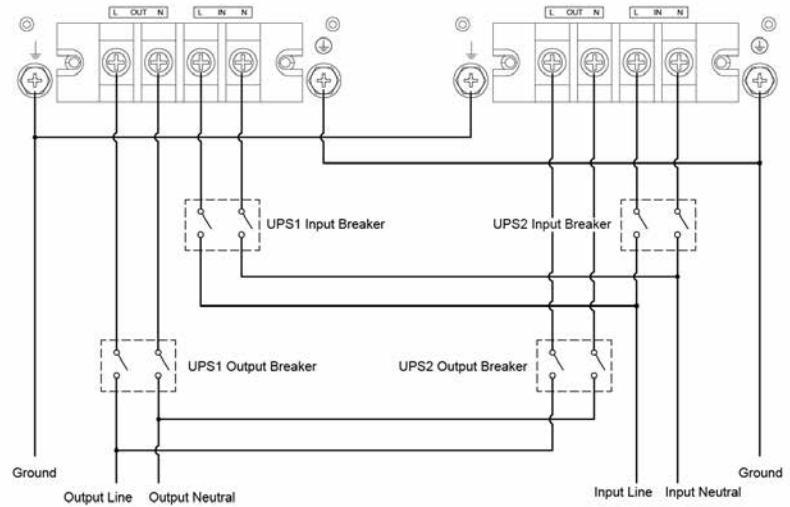 L OUT N L IN N
L OUT N L IN N
UPS1 Input Breaker
UPS2 Input Breaker
UPS1 Output Breaker
UPS2 Output Breaker
Ground
Output Line
Output Neutral
Input Line
Input Neutral
Ground